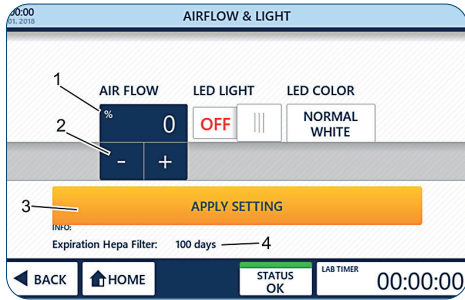 00:00
01. 2018
AIRFLOW & LIGHT
1
AIR FLOW
LED LIGHT
LED COLOR
%
0
OFF
NORMAL
WHITE
2
- +
3
APPLY SETTING
INFO:
Expiration Hepa Filter: 100 days
4
BACK
HOME
STATUS
OK
LAB TIMER
00:00:00